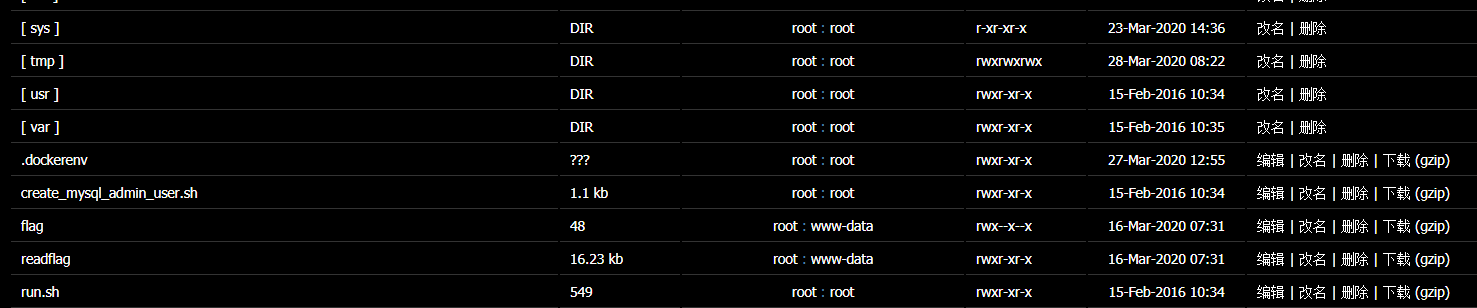 [ sys ] DIR root : root r-xr-xr-x 23-Mar-2020 14:36 改名 | 删除
[ tmp ] DIR root : root rwxrwxrwx 28-Mar-2020 08:22 改名 | 删除
[ usr ] DIR root : root rwxr-xr-x 15-Feb-2016 10:34 改名 | 删除
[ var ] DIR root : root rwxr-xr-x 15-Feb-2016 10:35 改名 | 删除
.dockerenv ??? root : root rwxr-xr-x 27-Mar-2020 12:55 编辑 | 改名 | 删除 | 下载 (gzip)
create_mysql_admin_user.sh 1.1 kb root : root rwxr-xr-x 15-Feb-2016 10:34 编辑 | 改名 | 删除 | 下载 (gzip)
flag 48 root : www-data rwx--x--x 16-Mar-2020 07:31 编辑 | 改名 | 删除 | 下载 (gzip)
readflag 16.23 kb root : www-data rwxr-xr-x 16-Mar-2020 07:31 编辑 | 改名 | 删除 | 下载 (gzip)
run.sh 549 root : root rwxr-xr-x 15-Feb-2016 10:34 编辑 | 改名 | 删除 | 下载 (gzip)